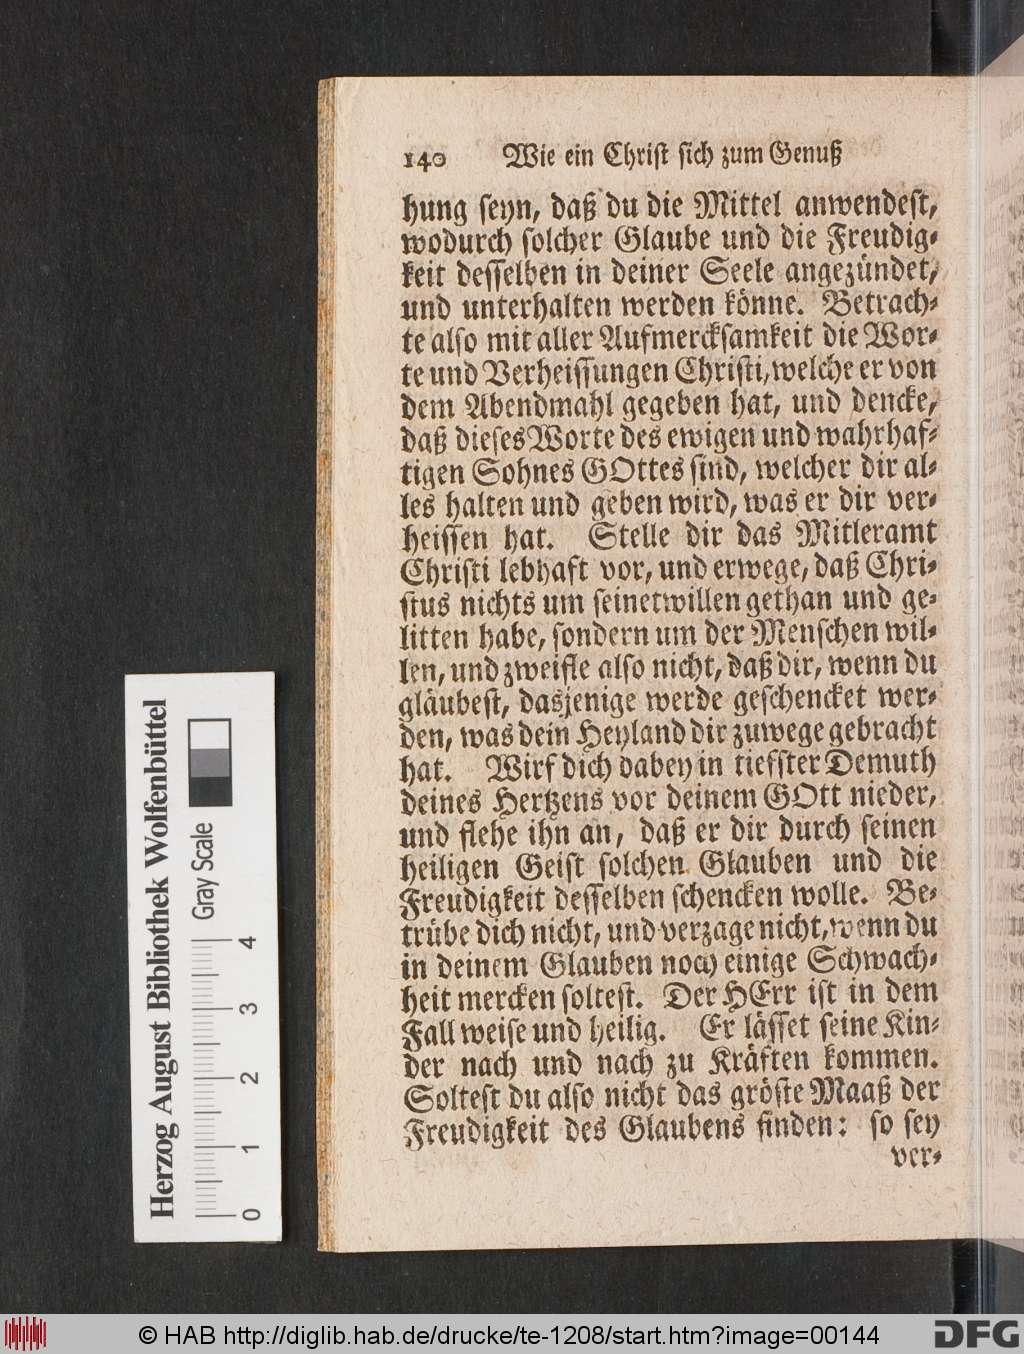 140 Wie ein Christ sich zum Genuß
hung seyn, daß du die Mittel anwendest,
wodurch solcher Glaube und die Freudig-
keit desselben in deiner Seele angezündet,
und unterhalten werden könne. Betrach-
te also mit aller Aufmercksamkeit die Wor-
te und Verheissungen Christi, welche er von
dem Abendmahl gegeben hat, und dencke,
daß dieses Worte des ewigen und wahrhaf-
tigen Sohnes GOttes sind, welcher dir al-
les halten und geben wird, was er dir ver-
heissen hat. Stelle dir das Mitleramt
Christi lebhaft vor, und erwege, daß Chri-
stus nichts um seinetwillen gethan und ge-
litten habe, sondern um der Menschen wil-
len, und zweifle also nicht, daß dir, wenn du
gläubest, dasjenige werde geschencket wer-
den, was dein Heyland dir zuwege gebracht
hat. Wirf dich dabey in tiefster Demuth
deines Hertzens vor deinem GOtt nieder,
und flehe ihn an, daß er dir durch seinen
heiligen Geist solchen Glauben und die
Freudigkeit desselben schencken wolle. Be-
trübe dich nicht, und verzage nicht, wenn du
in deinem Glauben noch einige Schwach-
heit mercken soltest. Der HErr ist in dem
Fall weise und heilig. Er lässet seine Kin-
der nach und nach zu Kräften kommen.
Soltest du also nicht das gröste Maaß der
Freudigkeit des Glaubens finden: so sey
ver-
Herzog August Bibliothek Wolfenbüttel
Gray Scale
0 1 2 3 4
© HAB http://diglib.hab.de/drucke/te-1208/start.htm?image=00144
DFG